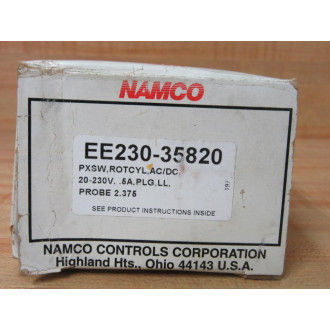 NAMCO
EE230-35820
PXSW,ROTCYL,AC/DC,
20-230V, .5A,PLG,LL,
PROBE 2.375
SEE PRODUCT INSTRUCTIONS INSIDE
NAMCO CONTROLS CORPORATION
Highland Hts., Ohio 44143 U.S.A.